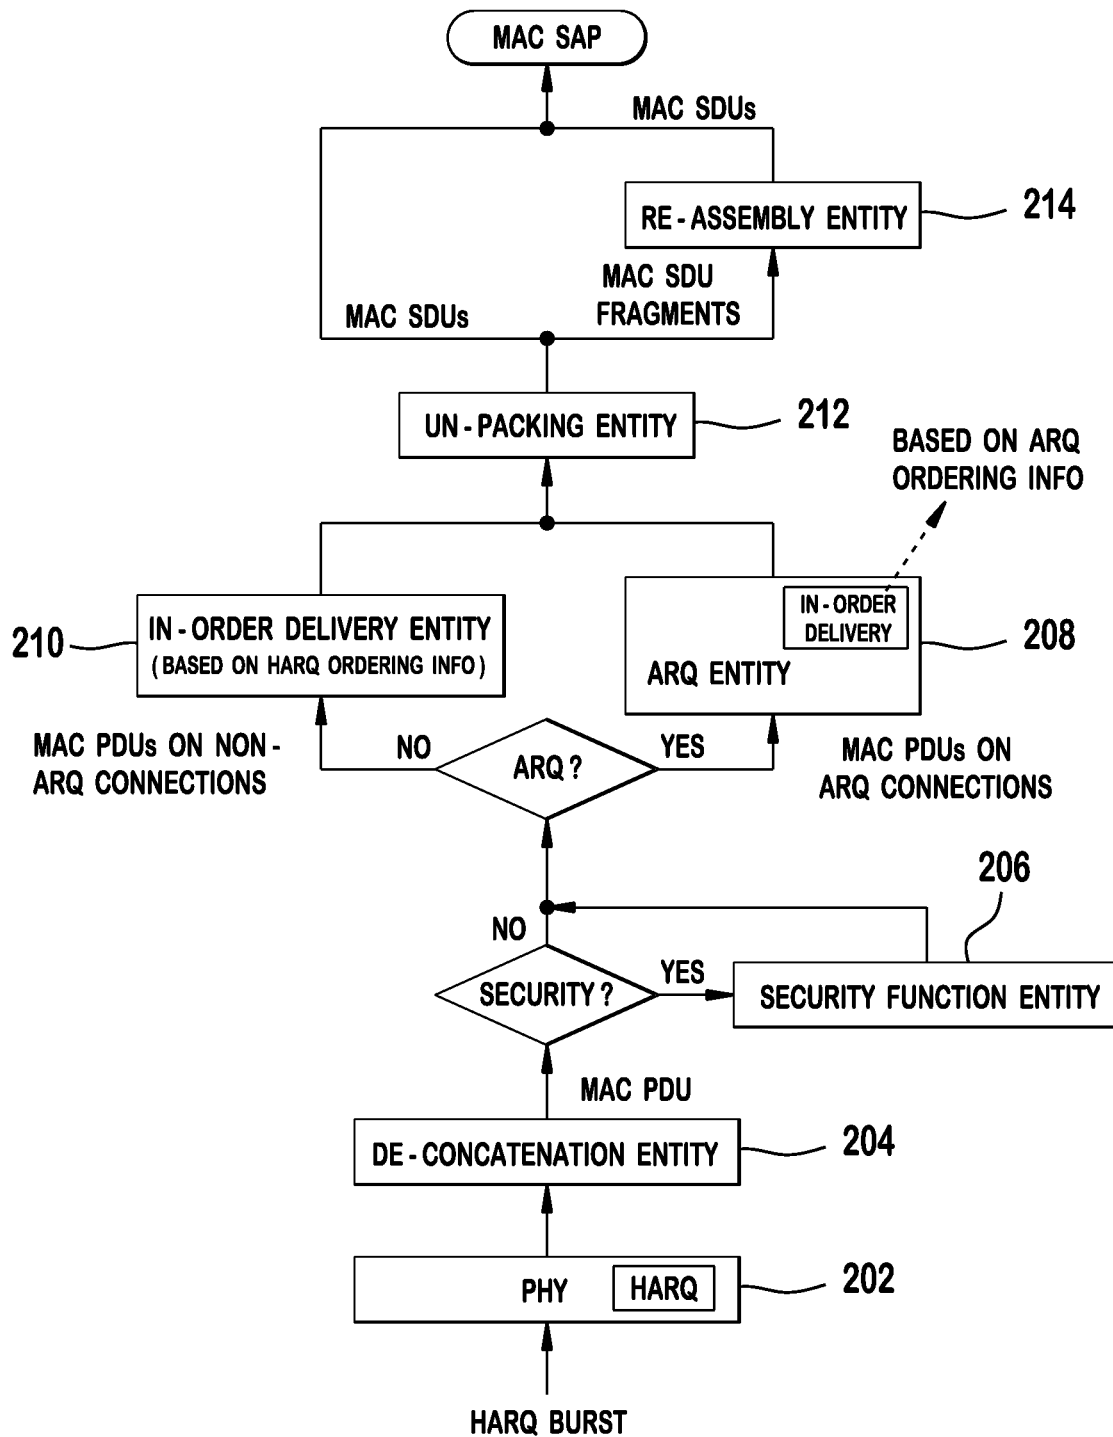 MAC SAP
MAC SDUs
RE-ASSEMBLY ENTITY
214
MAC SDU
FRAGMENTS
MAC SDUs
UN-PACKING ENTITY
212
BASED ON ARQ
ORDERING INFO
210
IN-ORDER DELIVERY ENTITY
(BASED ON HARQ ORDERING INFO)
IN-ORDER
DELIVERY
ARQ ENTITY
208
MAC PDUs ON NON-
ARQ CONNECTIONS
NO
ARQ?
YES
MAC PDUs ON
ARQ CONNECTIONS
206
NO
SECURITY?
YES
SECURITY FUNCTION ENTITY
MAC PDU
DE-CONCATENATION ENTITY
204
PHY
HARQ
202
HARQ BURST